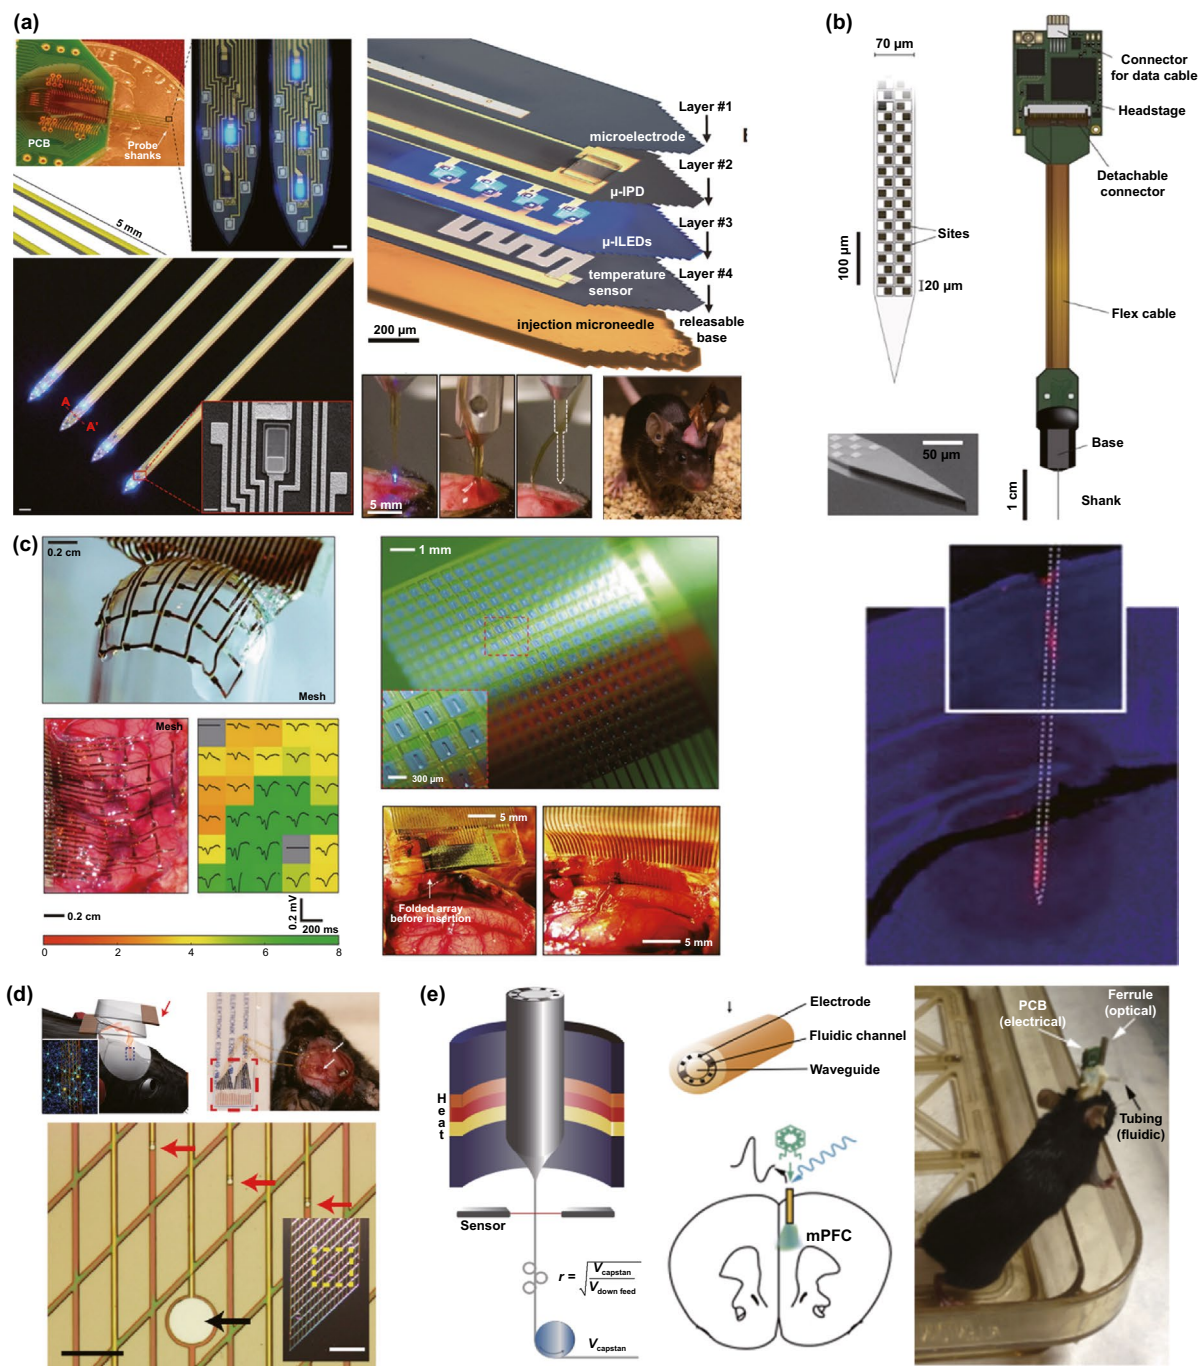 (a)
PCB
Probe
shanks
5 mm
A
A'
Layer #1
microelectrode
Layer #2
µ-IPD
Layer #3
µ-ILEDs
Layer #4
temperature
sensor
releasable
base
injection microneedle
200 µm
5 mm
(b)
70 µm
100 µm
Sites
20 µm
50 µm
Connector
for data cable
Headstage
Detachable
connector
Flex cable
Base
1 cm
Shank
(c)
0.2 cm
Mesh
Mesh
0.2 cm
0.2 mV
200 ms
0 2 4 6 8
1 mm
300 µm
5 mm
Folded array
before insertion
5 mm
(d)
(e)
Heat
Sensor
r = √(V capstan / V down feed)
V capstan
Electrode
Fluidic channel
Waveguide
mPFC
PCB
(electrical)
Ferrule
(optical)
Tubing
(fluidic)